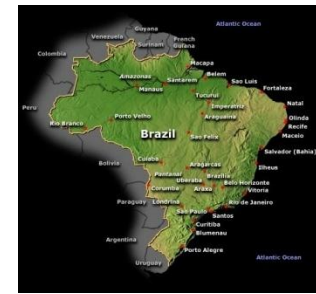 Atlantic Ocean
Guyana
Venezuela
Surinam
French
Guiana
Colombia
Macapa
Amazonas
Santarem
Belem
Sao Luis
Manaus
Fortaleza
Tucurui
Imperatriz
Natal
Peru
Araguaina
Porto Velho
Olinda
Rio Branco
Recife
Brazil
Sao Felix
Maceio
Salvador (Bahia)
Bolivia
Cuiaba
Aragarcas
Ilheus
Pantanal
Brasilia
Uberaba
Belo Horizonte
Corumba
Araxa
Vitoria
Paraguay
Londrina
Rio de Janeiro
Sao Paulo
Santos
Curitiba
Argentina
Blumenau
Porto Alegre
Atlantic Ocean
Uruguay